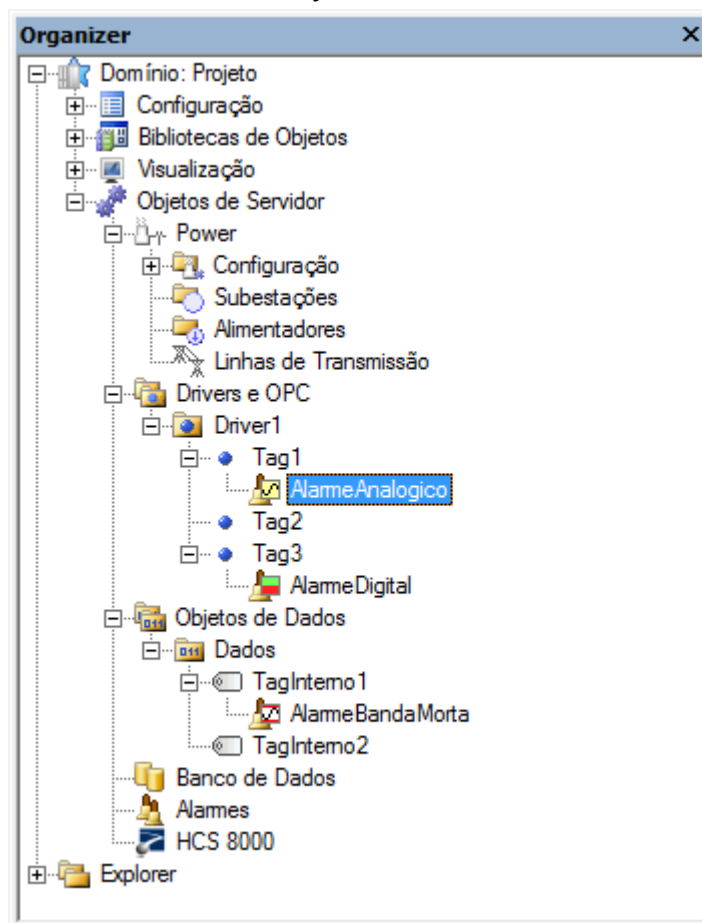 Organizer
Domínio: Projeto
Configuração
Bibliotecas de Objetos
Visualização
Objetos de Servidor
Power
Configuração
Subestações
Alimentadores
Linhas de Transmissão
Drivers e OPC
Driver1
Tag1
AlarmeAnalogico
Tag2
Tag3
AlarmeDigital
Objetos de Dados
Dados
TagInterno1
AlarmeBandaMorta
TagInterno2
Banco de Dados
Alarmes
HCS 8000
Explorer